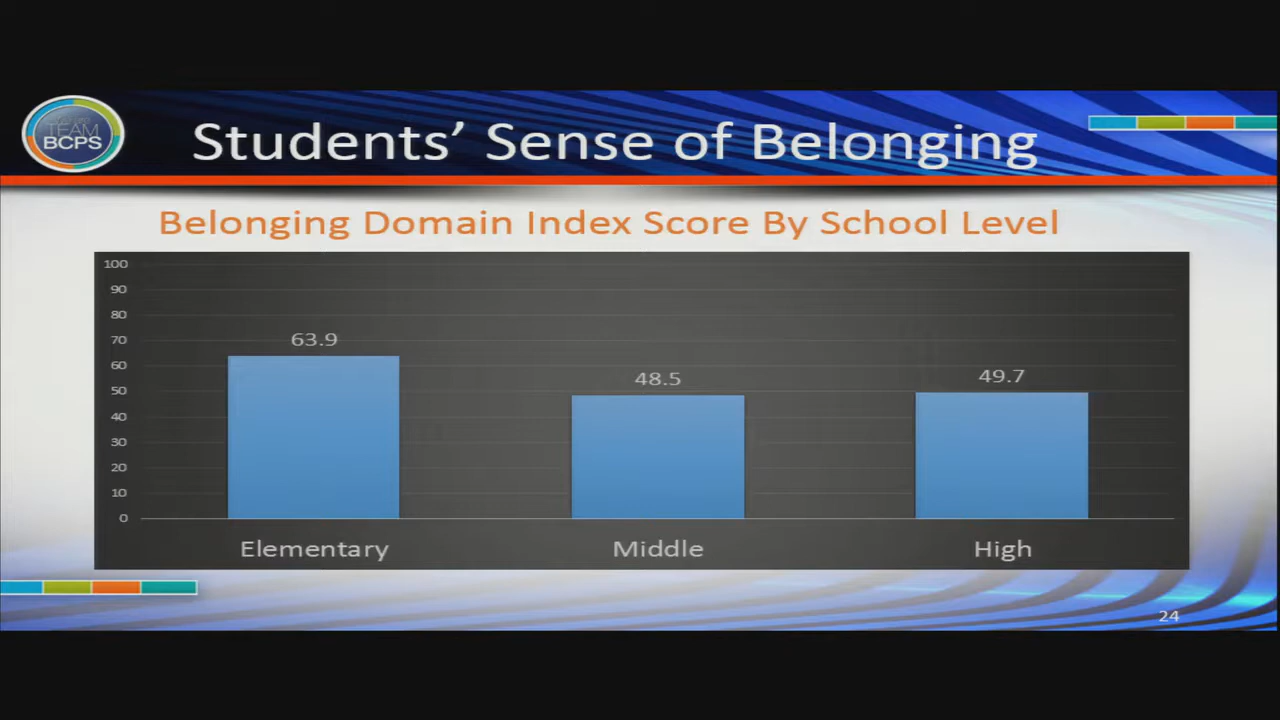 TEAM
BCPS
Students’ Sense of Belonging
Belonging Domain Index Score By School Level
100
90
80
70
60
50
40
30
20
10
0
63.9
48.5
49.7
Elementary
Middle
High
24